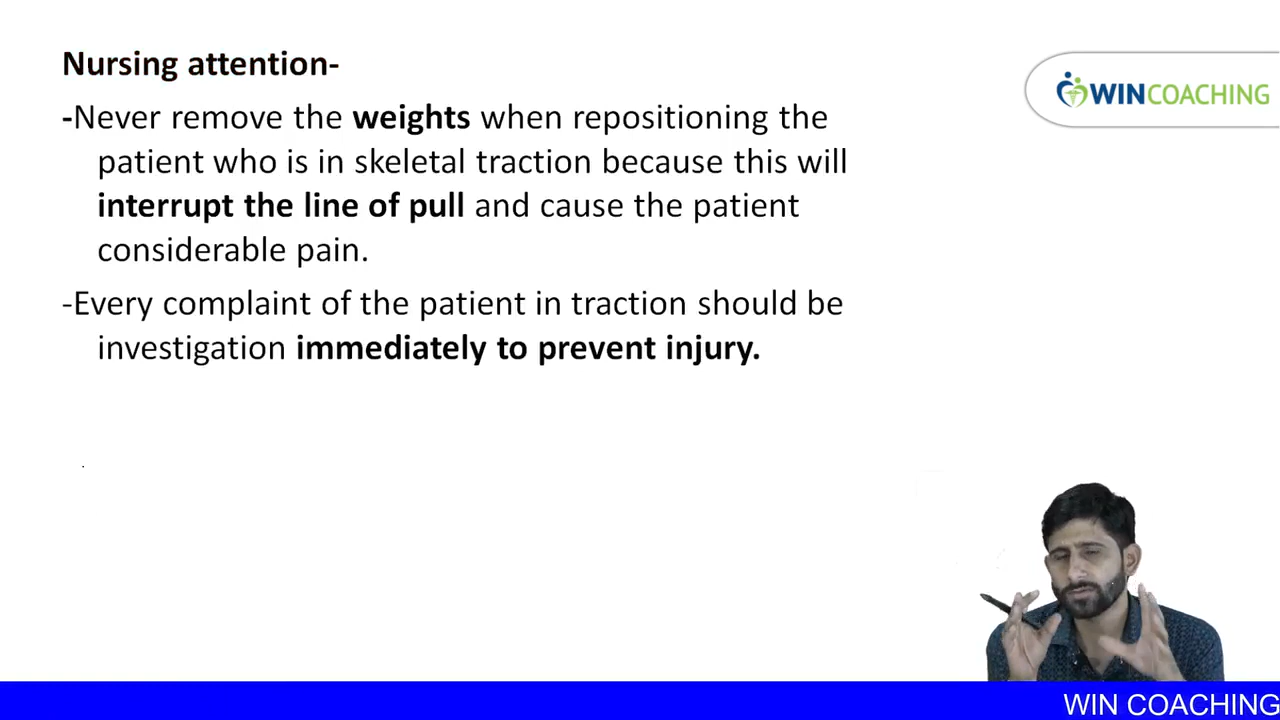 Nursing attention-
-Never remove the weights when repositioning the
patient who is in skeletal traction because this will
interrupt the line of pull and cause the patient
considerable pain.
-Every complaint of the patient in traction should be
investigation immediately to prevent injury.
WINCOACHING
WIN COACHING